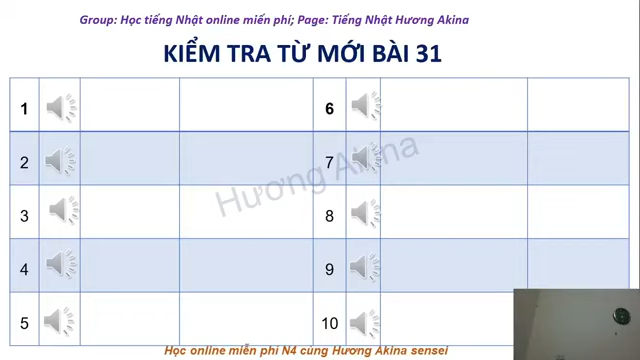 Group: Học tiếng Nhật online miến phí; Page: Tiếng Nhật Hương Akina
KIỂM TRA TỪ MỚI BÀI 31
1 6
2 7
3 8
4 9
5 10
Hương Akina
Học online miễn phí N4 cùng Hương Akina sensei